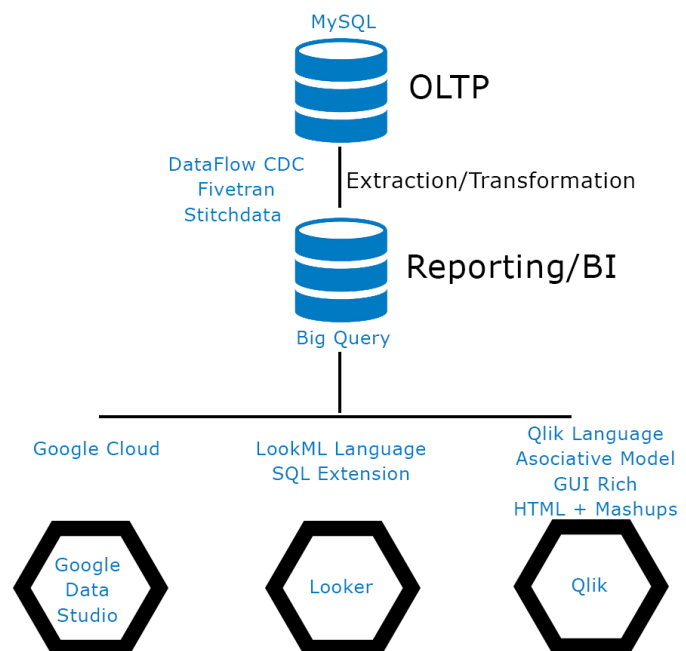 MySQL
OLTP
DataFlow CDC
Fivetran
Stitchdata
Extraction/Transformation
Reporting/BI
Big Query
Google Cloud
LookML Language
SQL Extension
Qlik Language
Asociative Model
GUI Rich
HTML + Mashups
Google
Data
Studio
Looker
Qlik